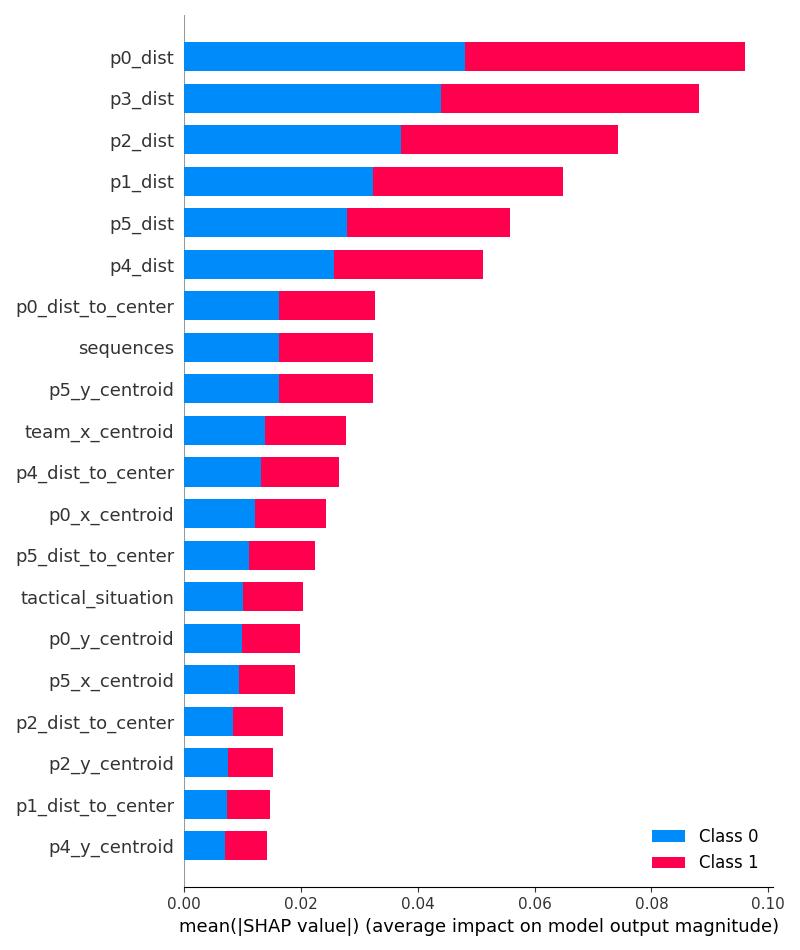 p0_dist
p3_dist
p2_dist
p1_dist
p5_dist
p4_dist
p0_dist_to_center
sequences
p5_y_centroid
team_x_centroid
p4_dist_to_center
p0_x_centroid
p5_dist_to_center
tactical_situation
p0_y_centroid
p5_x_centroid
p2_dist_to_center
p2_y_centroid
p1_dist_to_center
p4_y_centroid
Class 0
Class 1
0.00 0.02 0.04 0.06 0.08 0.10
mean(|SHAP value|) (average impact on model output magnitude)